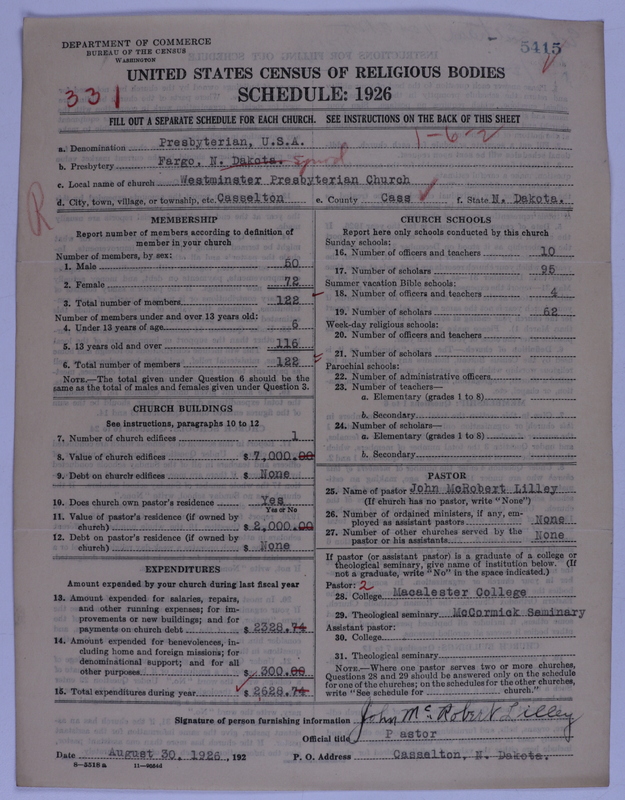 DEPARTMENT OF COMMERCE
BUREAU OF THE CENSUS
WASHINGTON
5415
UNITED STATES CENSUS OF RELIGIOUS BODIES
SCHEDULE: 1926
331
FILL OUT A SEPARATE SCHEDULE FOR EACH CHURCH. SEE INSTRUCTIONS ON THE BACK OF THIS SHEET
1-6-2
a. Denomination Presbyterian, U.S.A.
b. Presbytery Fargo, N. Dakota. Synod
c. Local name of church Westminster Presbyterian Church
R
d. City, town, village, or township, etc. Casselton e. County Cass f. State N. Dakota.
MEMBERSHIP
Report number of members according to definition of
member in your church
Number of members, by sex:
1. Male 50
2. Female 72
3. Total number of members 122
Number of members under and over 13 years old:
4. Under 13 years of age 6
5. 13 years old and over 116
6. Total number of members 122
NOTE.—The total given under Question 6 should be the
same as the total of males and females given under Question 3.
CHURCH BUILDINGS
See instructions, paragraphs 10 to 12
7. Number of church edifices 1
8. Value of church edifices $ 7,000.00
9. Debt on church edifices $ None
10. Does church own pastor's residence Yes
Yes or No
11. Value of pastor's residence (if owned by
church) $ 2,000.00
12. Debt on pastor's residence (if owned by
church) $ None
EXPENDITURES
Amount expended by your church during last fiscal year
13. Amount expended for salaries, repairs,
and other running expenses; for im-
provements or new buildings; and for
payments on church debt $ 2328.74
14. Amount expended for benevolences, in-
cluding home and foreign missions; for
denominational support; and for all
other purposes $ 300.00
15. Total expenditures during year $ 2628.74
CHURCH SCHOOLS
Report here only schools conducted by this church
Sunday schools:
16. Number of officers and teachers 10
17. Number of scholars 95
Summer vacation Bible schools:
18. Number of officers and teachers 4
19. Number of scholars 62
Week-day religious schools:
20. Number of officers and teachers
21. Number of scholars
Parochial schools:
22. Number of administrative officers
23. Number of teachers—
a. Elementary (grades 1 to 8)
b. Secondary
24. Number of scholars—
a. Elementary (grades 1 to 8)
b. Secondary
PASTOR
25. Name of pastor John McRobert Lilley
(If church has no pastor, write "None")
26. Number of ordained ministers, if any, em-
ployed as assistant pastors None
27. Number of other churches served by the
pastor or his assistants None
If pastor (or assistant pastor) is a graduate of a college or
theological seminary, give name of institution below. (If
not a graduate, write "No" in the space indicated.)
Pastor: 2
28. College Macalester College
29. Theological seminary McCormick Seminary
Assistant pastor:
30. College
31. Theological seminary
NOTE.—Where one pastor serves two or more churches,
Questions 28 and 29 should be answered only on the schedule
for one of the churches; on the schedules for the other churches,
write "See schedule for church."
Signature of person furnishing information John McRobert Lilley
Official title Pastor
Date August 30, 1926, 192 P. O. Address Casselton, N. Dakota.
8-5518 a